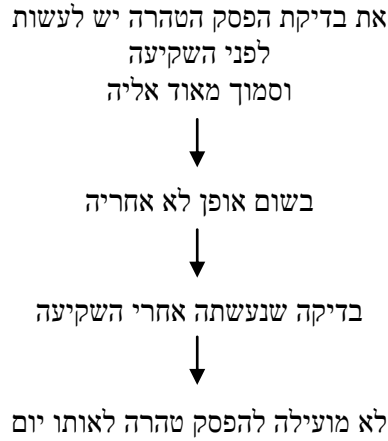 את בדיקת הפסק הטהרה יש לעשות
לפני השקיעה
וסמוך מאוד אליה
בשום אופן לא אחריה
בדיקה שנעשתה אחרי השקיעה
לא מועילה להפסק טהרה לאותו יום